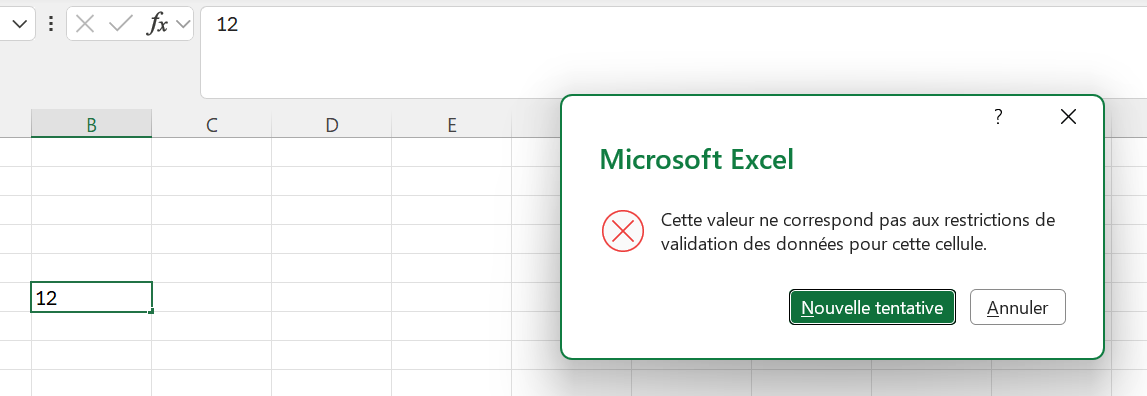 fx 12
B C D E
12
?
Microsoft Excel
Cette valeur ne correspond pas aux restrictions de
validation des données pour cette cellule.
Nouvelle tentative Annuler